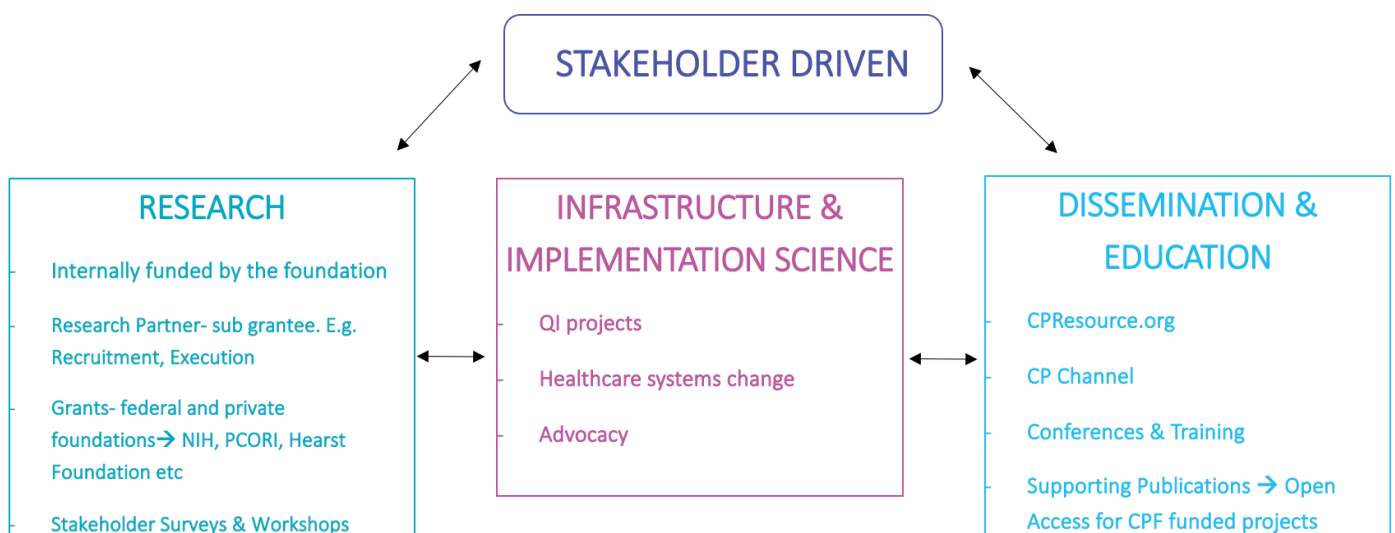 STAKEHOLDER DRIVEN
RESEARCH
- Internally funded by the foundation
- Research Partner- sub grantee. E.g.
Recruitment, Execution
- Grants- federal and private
foundations→ NIH, PCORI, Hearst
Foundation etc
- Stakeholder Surveys & Workshops
INFRASTRUCTURE &
IMPLEMENTATION SCIENCE
- QI projects
- Healthcare systems change
- Advocacy
DISSEMINATION &
EDUCATION
- CPResource.org
- CP Channel
- Conferences & Training
- Supporting Publications → Open
Access for CPF funded projects